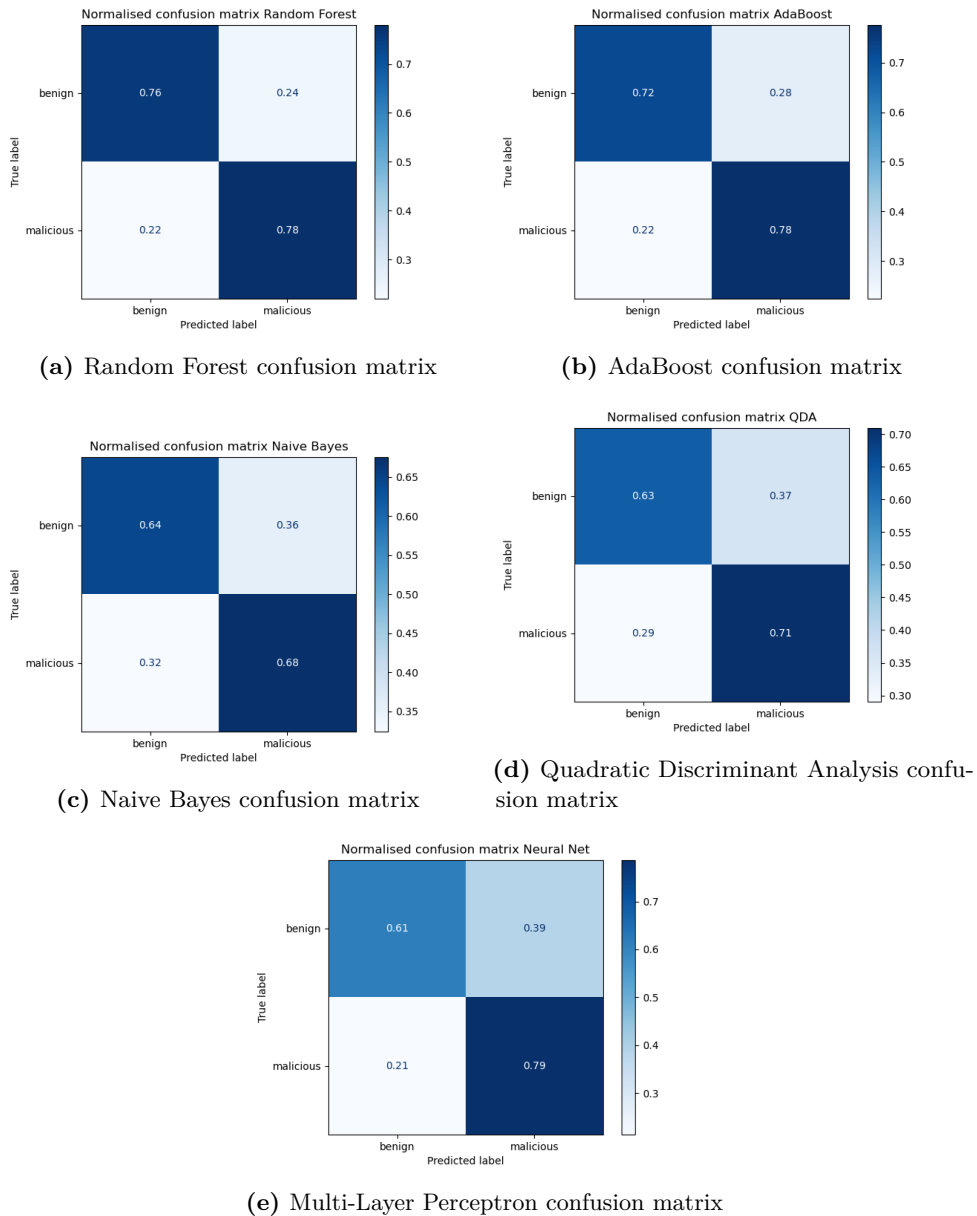 Normalised confusion matrix Random Forest
0.7
0.6
0.5
0.4
0.3
True label
benign
malicious
0.76
0.24
0.22
0.78
benign
malicious
Predicted label
(a) Random Forest confusion matrix
Normalised confusion matrix AdaBoost
0.7
0.6
0.5
0.4
0.3
True label
benign
malicious
0.72
0.28
0.22
0.78
benign
malicious
Predicted label
(b) AdaBoost confusion matrix
Normalised confusion matrix Naive Bayes
0.65
0.60
0.55
0.50
0.45
0.40
0.35
True label
benign
malicious
0.64
0.36
0.32
0.68
benign
malicious
Predicted label
(c) Naive Bayes confusion matrix
Normalised confusion matrix QDA
0.70
0.65
0.60
0.55
0.50
0.45
0.40
0.35
0.30
True label
benign
malicious
0.63
0.37
0.29
0.71
benign
malicious
Predicted label
(d) Quadratic Discriminant Analysis confu-
sion matrix
Normalised confusion matrix Neural Net
0.7
0.6
0.5
0.4
0.3
True label
benign
malicious
0.61
0.39
0.21
0.79
benign
malicious
Predicted label
(e) Multi-Layer Perceptron confusion matrix